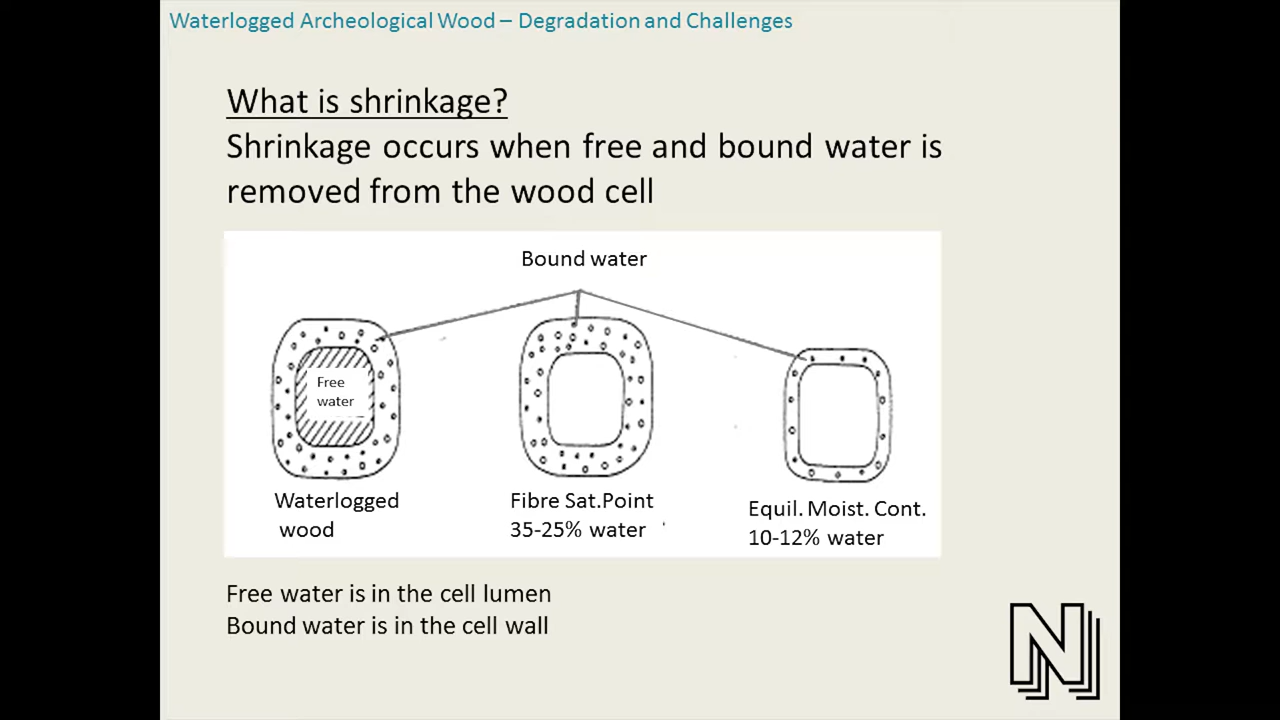 Waterlogged Archeological Wood – Degradation and Challenges
What is shrinkage?
Shrinkage occurs when free and bound water is
removed from the wood cell
Bound water
Free
water
Waterlogged
wood
Fibre Sat.Point
35-25% water
Equil. Moist. Cont.
10-12% water
Free water is in the cell lumen
Bound water is in the cell wall
N